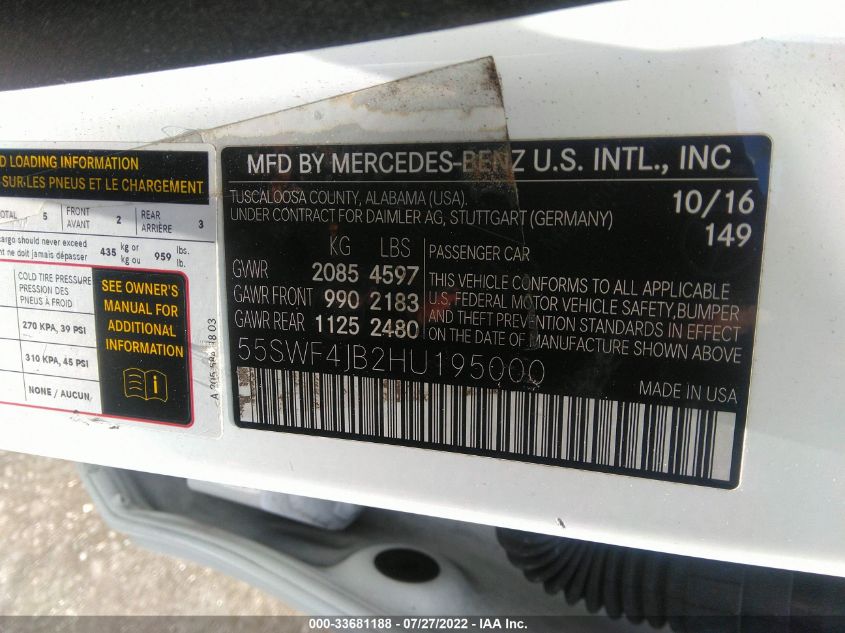 D LOADING INFORMATION
SUR LES PNEUS ET LE CHARGEMENT
TOTAL 5 FRONT AVANT 2 REAR ARRIÈRE 3
cargo should never exceed
ne doit jamais dépasser 435 kg or kg ou 959 lbs. lb.
COLD TIRE PRESSURE
PRESSION DES
PNEUS À FROID
270 KPA, 39 PSI
310 KPA, 45 PSI
NONE / AUCUN
SEE OWNER'S
MANUAL FOR
ADDITIONAL
INFORMATION
MFD BY MERCEDES-BENZ U.S. INTL., INC
TUSCALOOSA COUNTY, ALABAMA (USA).
UNDER CONTRACT FOR DAIMLER AG, STUTTGART (GERMANY)
10/16
149
KG LBS
GVWR 2085 4597
GAWR FRONT 990 2183
GAWR REAR 1125 2480
PASSENGER CAR
THIS VEHICLE CONFORMS TO ALL APPLICABLE
U.S. FEDERAL MOTOR VEHICLE SAFETY, BUMPER
AND THEFT PREVENTION STANDARDS IN EFFECT
ON THE DATE OF MANUFACTURE SHOWN ABOVE
55SWF4JB2HU195000
MADE IN USA
000-33681188 - 07/27/2022 - IAA Inc.